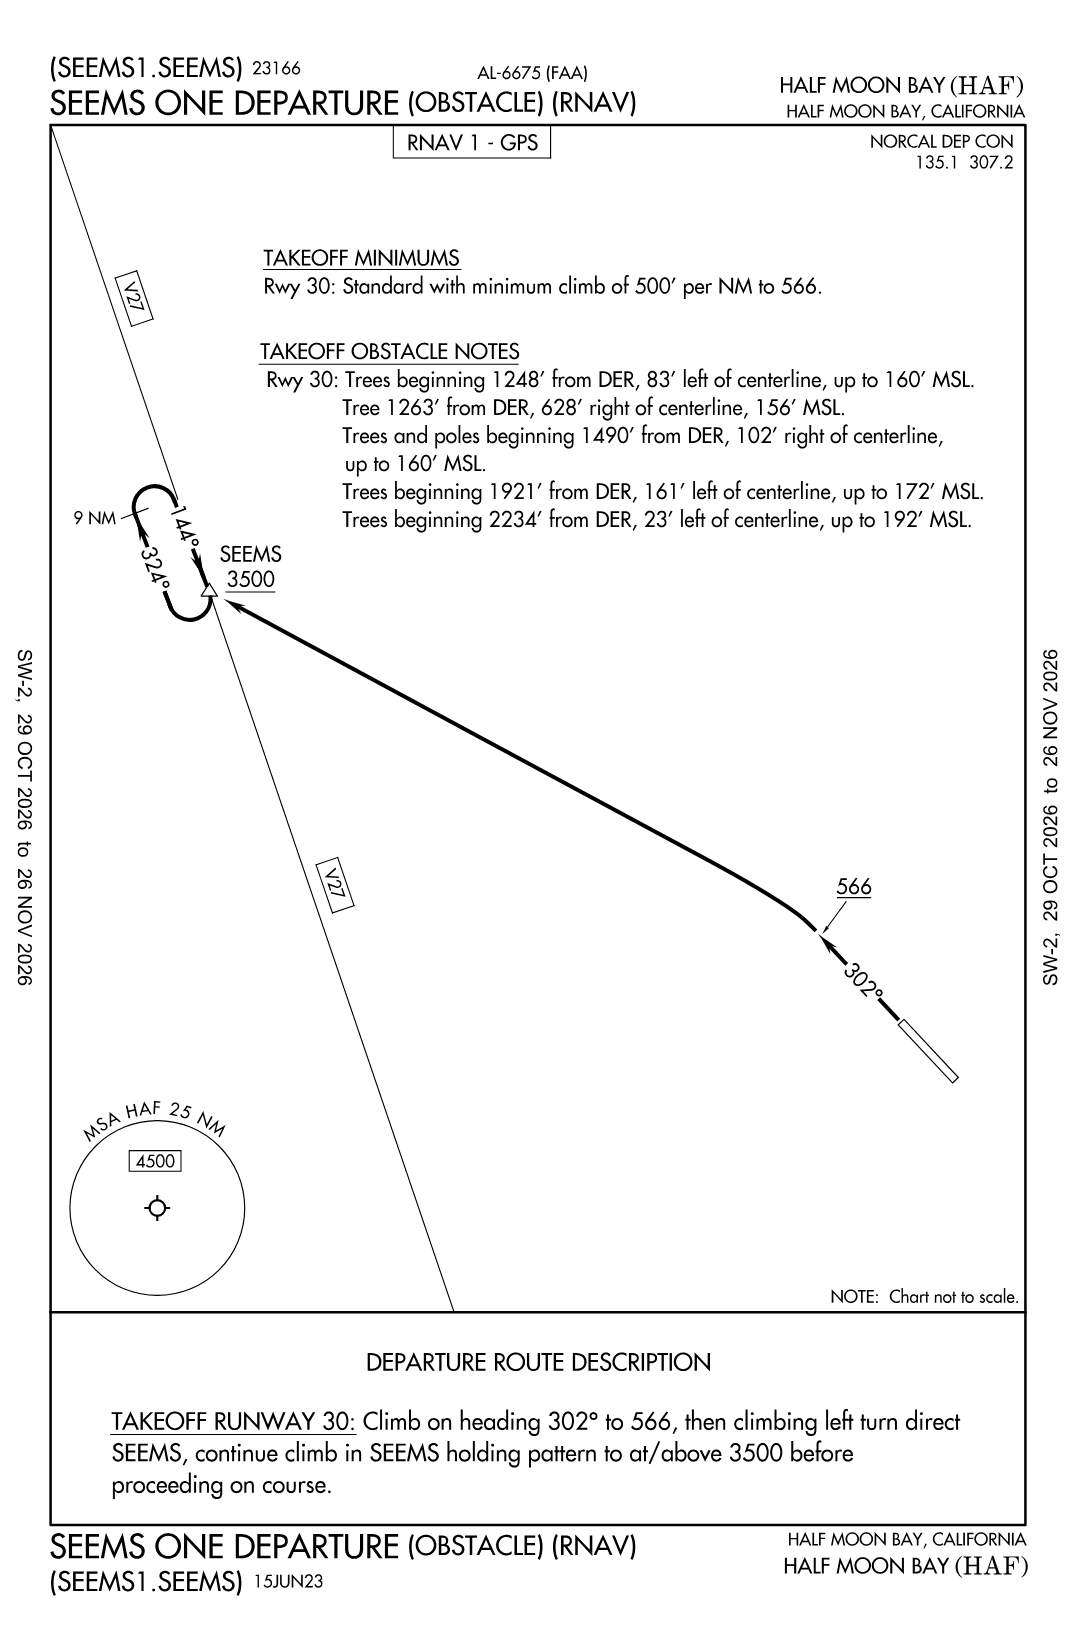 (SEEMS1.SEEMS) 23166
AL-6675 (FAA)
SEEMS ONE DEPARTURE (OBSTACLE) (RNAV)
HALF MOON BAY (HAF)
HALF MOON BAY, CALIFORNIA
RNAV 1 - GPS
NORCAL DEP CON
135.1 307.2
TAKEOFF MINIMUMS
Rwy 30: Standard with minimum climb of 500' per NM to 566.
V27
TAKEOFF OBSTACLE NOTES
Rwy 30: Trees beginning 1248' from DER, 83' left of centerline, up to 160' MSL.
Tree 1263' from DER, 628' right of centerline, 156' MSL.
Trees and poles beginning 1490' from DER, 102' right of centerline,
up to 160' MSL.
Trees beginning 1921' from DER, 161' left of centerline, up to 172' MSL.
Trees beginning 2234' from DER, 23' left of centerline, up to 192' MSL.
9 NM
144°
324°
SEEMS
3500
SW-2, 29 OCT 2026 to 26 NOV 2026
SW-2, 29 OCT 2026 to 26 NOV 2026
V27
566
302°
MSA HAF 25 NM
4500
NOTE: Chart not to scale.
DEPARTURE ROUTE DESCRIPTION
TAKEOFF RUNWAY 30: Climb on heading 302° to 566, then climbing left turn direct
SEEMS, continue climb in SEEMS holding pattern to at/above 3500 before
proceeding on course.
SEEMS ONE DEPARTURE (OBSTACLE) (RNAV)
(SEEMS1.SEEMS) 15JUN23
HALF MOON BAY, CALIFORNIA
HALF MOON BAY (HAF)